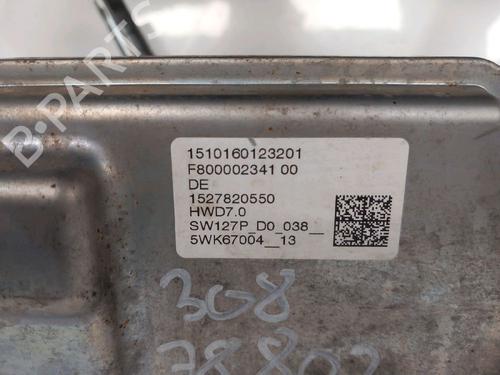 B-PARTS
1510160123201
F800002341 00
DE
1527820550
HWD7.0
SW127P_D0_038__
5WK67004__13
308